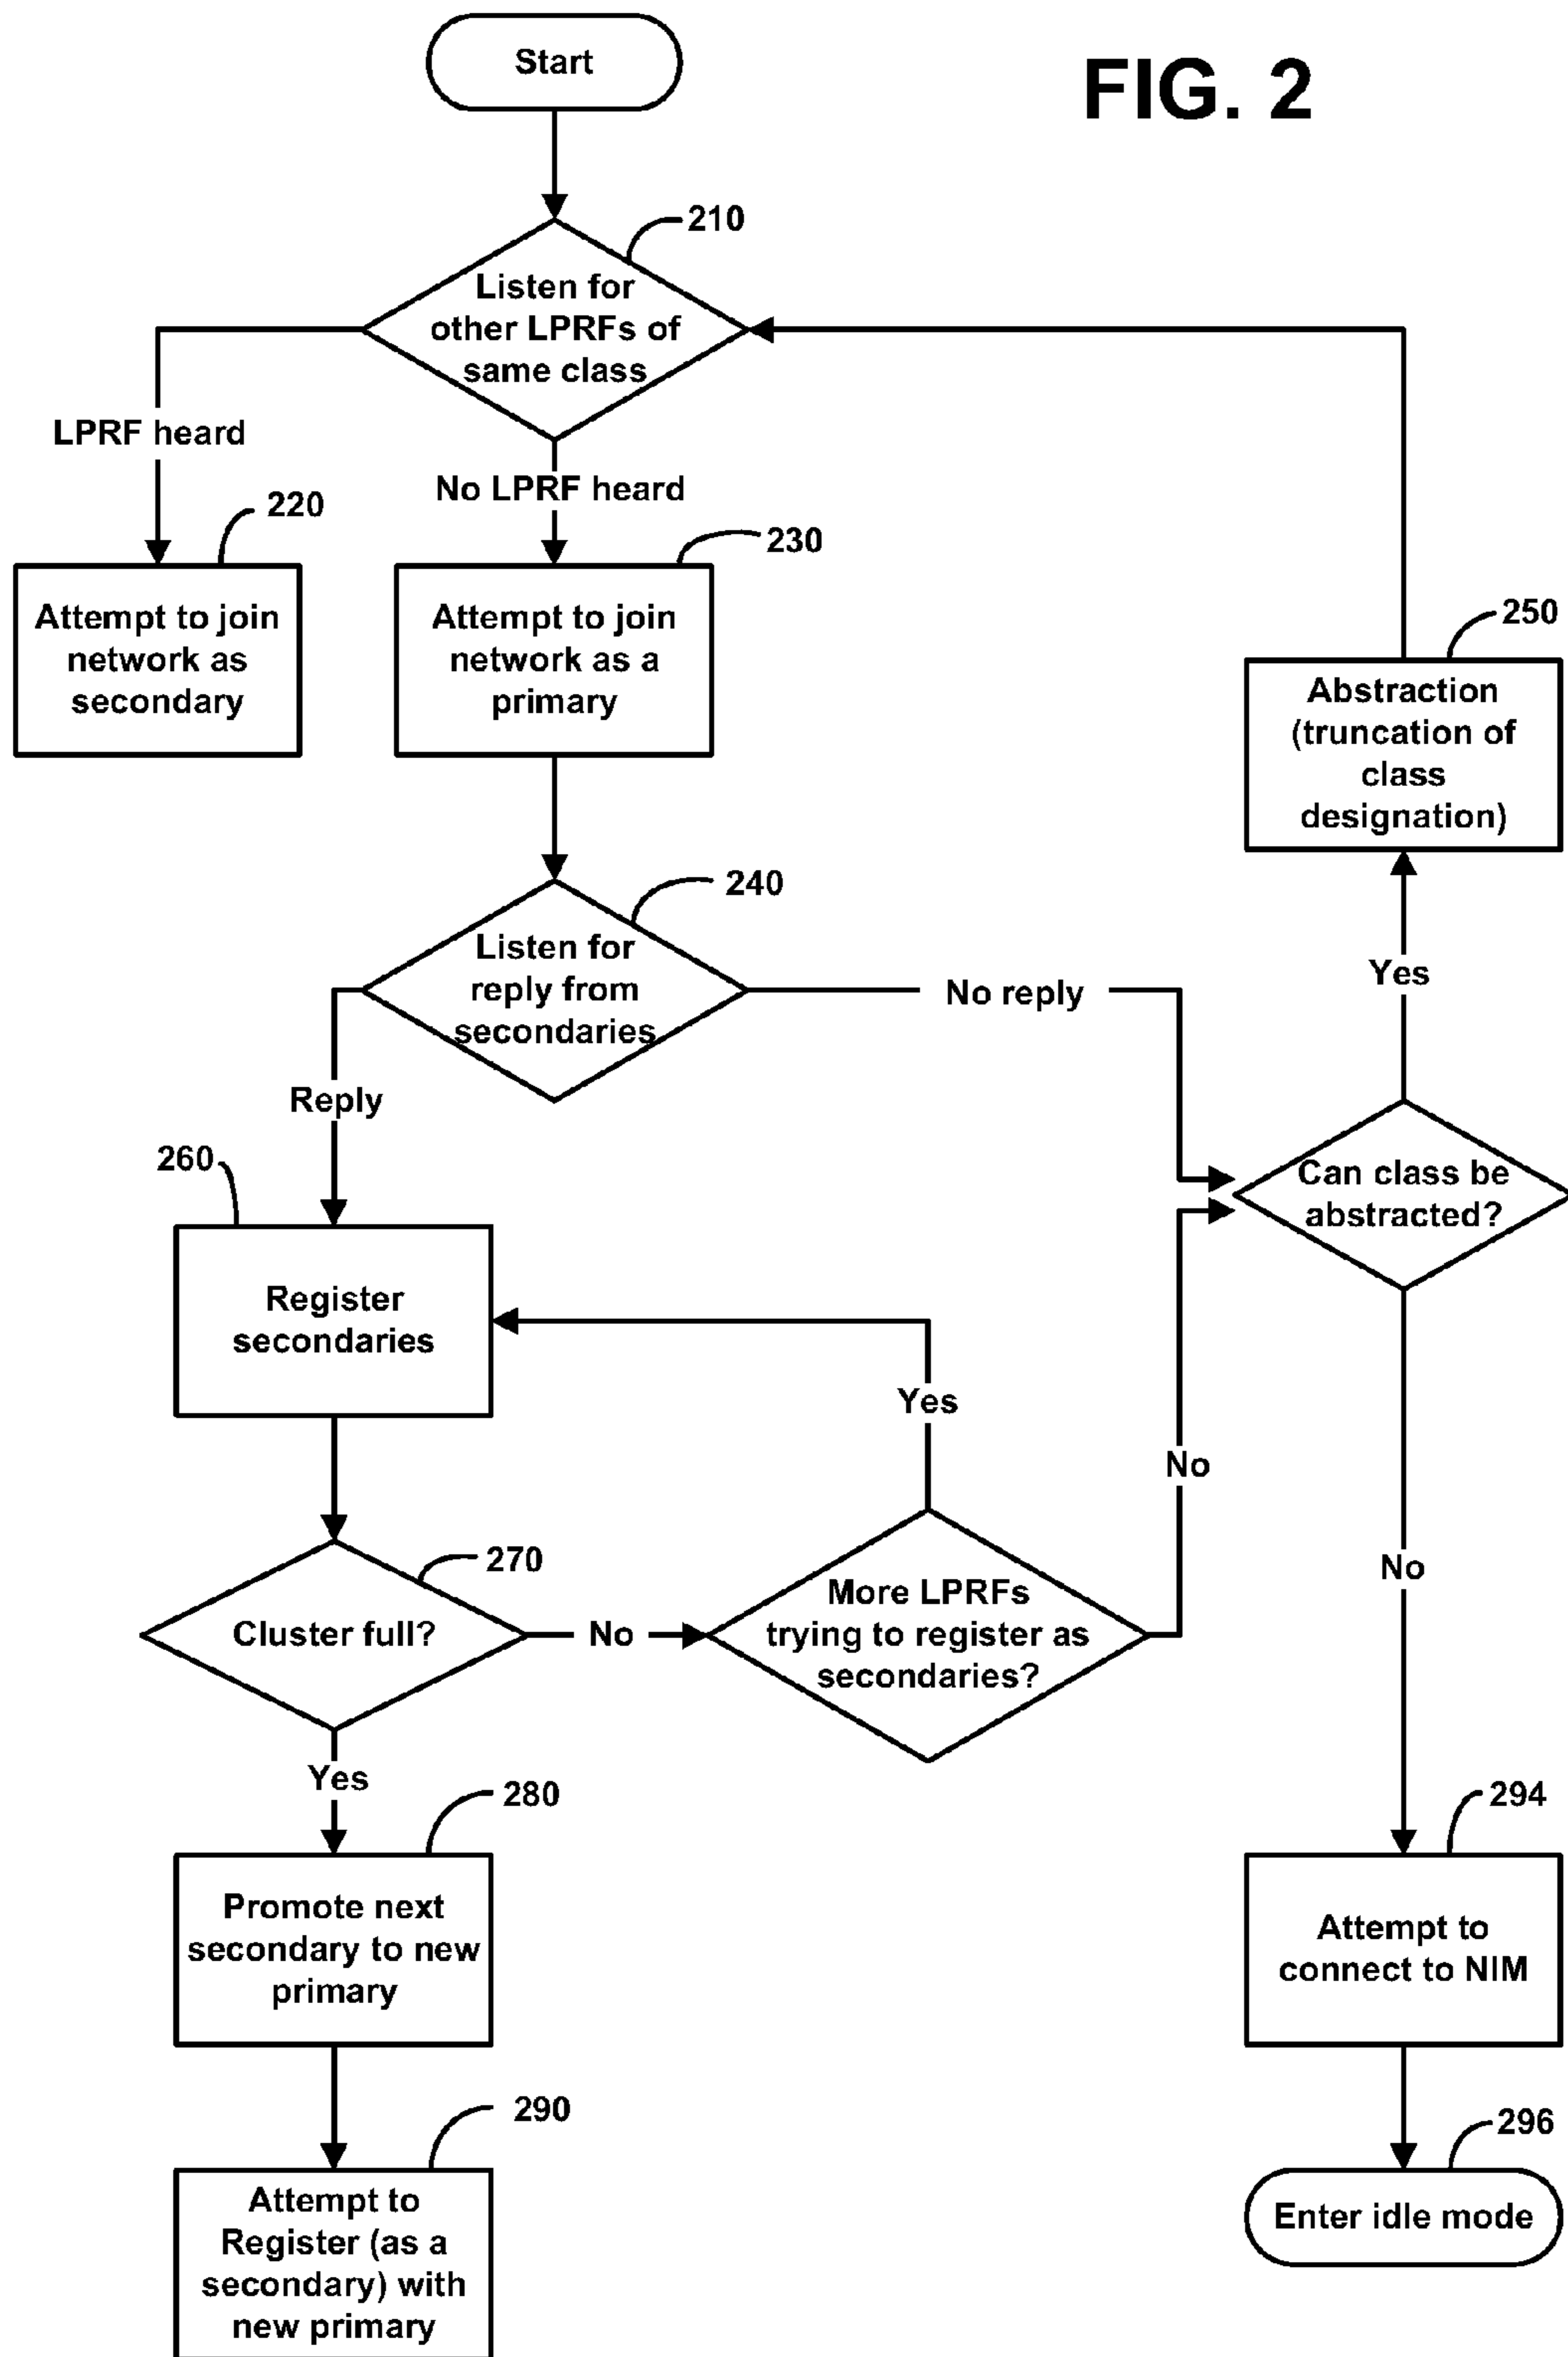 Start
FIG. 2
210
Listen for
other LPRFs of
same class
LPRF heard
No LPRF heard
220
230
Attempt to join
network as
secondary
Attempt to join
network as a
primary
250
Abstraction
(truncation of
class
designation)
240
Listen for
reply from
secondaries
No reply
Yes
Reply
260
Can class be
abstracted?
Register
secondaries
Yes
No
No
270
Cluster full?
No
More LPRFs
trying to register as
secondaries?
Yes
280
294
Promote next
secondary to new
primary
Attempt to
connect to NIM
290
296
Attempt to
Register (as a
secondary) with
new primary
Enter idle mode